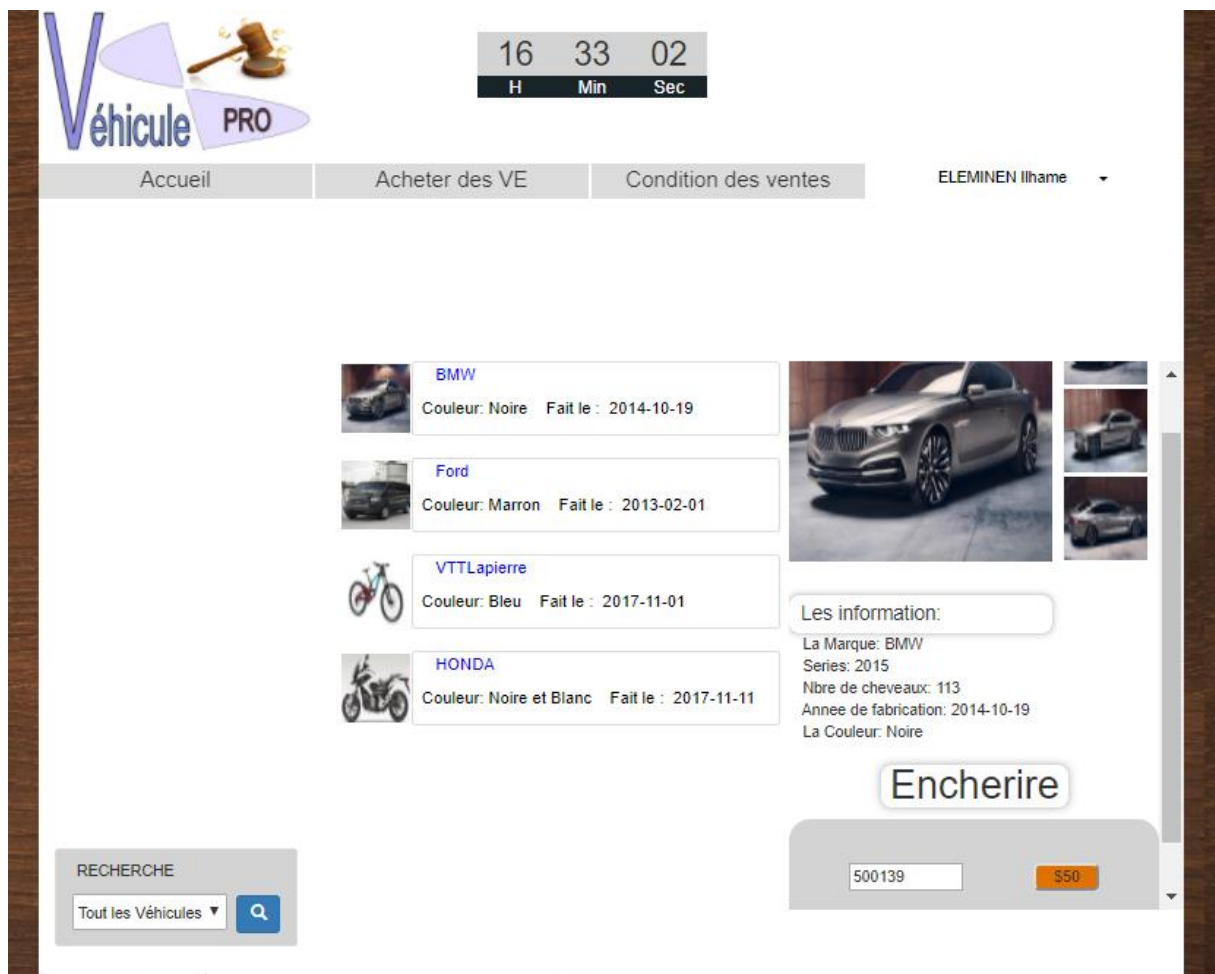 Véhicule PRO
16 33 02
H Min Sec
Accueil Acheter des VE Condition des ventes ELEMINEN Ilhame
BMW
Couleur: Noire Fait le : 2014-10-19
Ford
Couleur: Marron Fait le : 2013-02-01
VTTLapierre
Couleur: Bleu Fait le : 2017-11-01
HONDA
Couleur: Noire et Blanc Fait le : 2017-11-11
Les information:
La Marque: BMW
Series: 2015
Nbre de cheveaux: 113
Annee de fabrication: 2014-10-19
La Couleur: Noire
Encherire
500139 $50
RECHERCHE
Tout les Véhicules